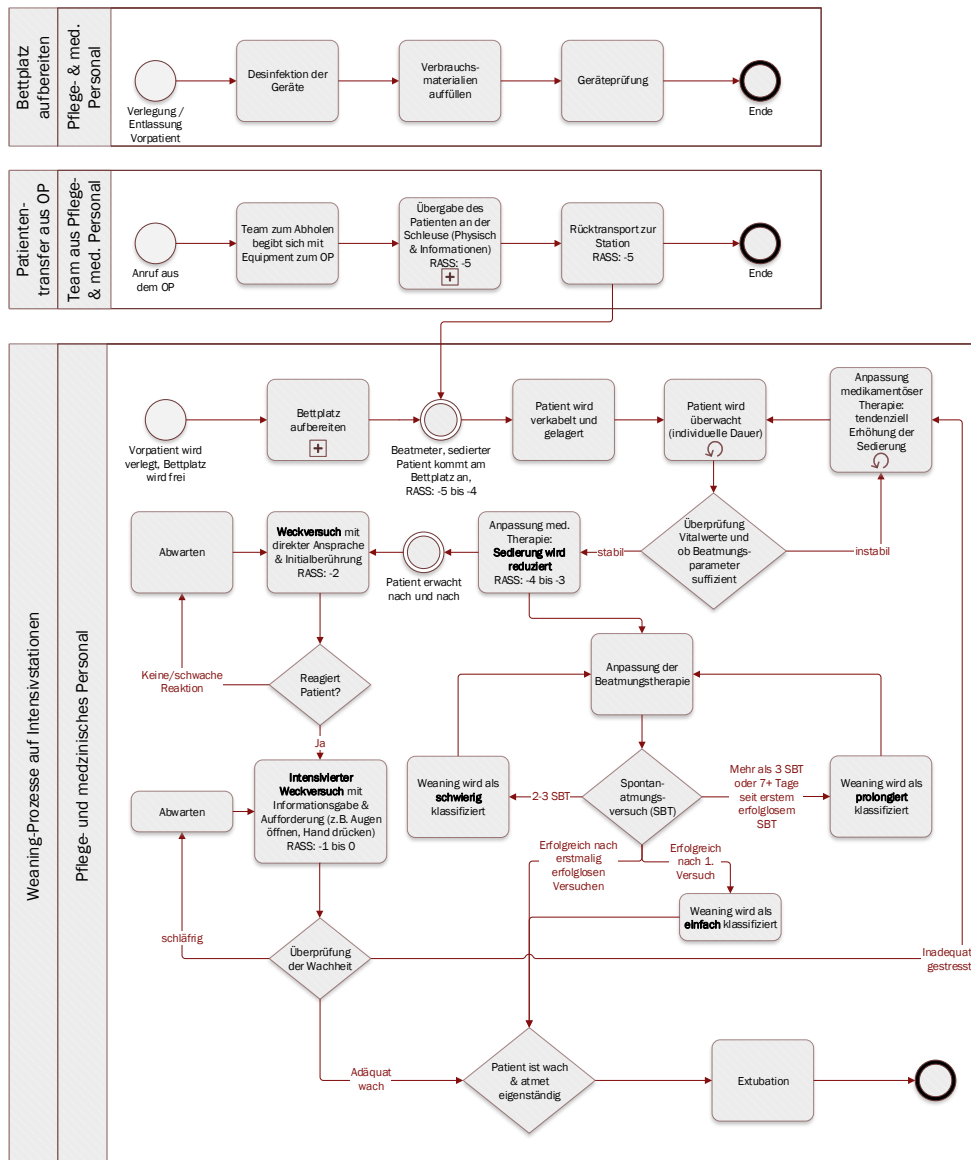 Bettplatz
aufbereiten
Pflege- & med.
Personal
Verlegung /
Entlassung
Vorpatient
Desinfektion der
Geräte
Verbrauchs-
materialien
auffüllen
Geräteprüfung
Ende
Patienten-
transfer aus OP
Team aus Pflege-
& med. Personal
Anruf aus
dem OP
Team zum Abholen
begibt sich mit
Equipment zum OP
Übergabe des
Patienten an der
Schleuse (Physisch
& Informationen)
RASS: -5
Rücktransport zur
Station
RASS: -5
Ende
Weaning-Prozesse auf Intensivstationen
Pflege- und medzinisches Personal
Vorpatient wird
verlegt, Bettplatz
wird frei
Bettplatz
aufbereiten
Beatmeter, sedierter
Patient kommt am
Bettplatz an,
RASS: -5 bis -4
Patient wird
verkabelt und
gelagert
Patient wird
überwacht
(individuelle Dauer)
Anpassung
medikamentöser
Therapie:
tendenziell
Erhöhung der
Sedierung
Abwarten
Weckversuch mit
direkter Ansprache
& Initialberührung
RASS: -2
Patient erwacht
nach und nach
Anpassung med.
Therapie:
Sedierung wird
reduziert
RASS: -4 bis -3
stabil
Überprüfung
Vitalwerte und
ob Beatmungs-
parameter
suffizient
instabil
Keine/schwache
Reaktion
Reagiert
Patient?
Ja
Anpassung der
Beatmungstherapie
Abwarten
Intensivierter
Weckversuch mit
Informationsgabe &
Aufforderung (z.B. Augen
öffnen, Hand drücken)
RASS: -1 bis 0
Weaning wird als
schwierig
klassifiziert
2-3 SBT
Spontan-
atmungs-
versuch (SBT)
Mehr als 3 SBT
oder 7+ Tage
seit erstem
erfolglosem
SBT
Weaning wird als
prolongiert
klassifiziert
Erfolgreich nach
erstmalig
erfolglosen
Versuchen
Erfolgreich
nach 1.
Versuch
Weaning wird als
einfach klassifiziert
schläfrig
Überprüfung
der Wachheit
Inadequat
gestresst
Adäquat
wach
Patient ist wach
& atmet
eigenständig
Extubation